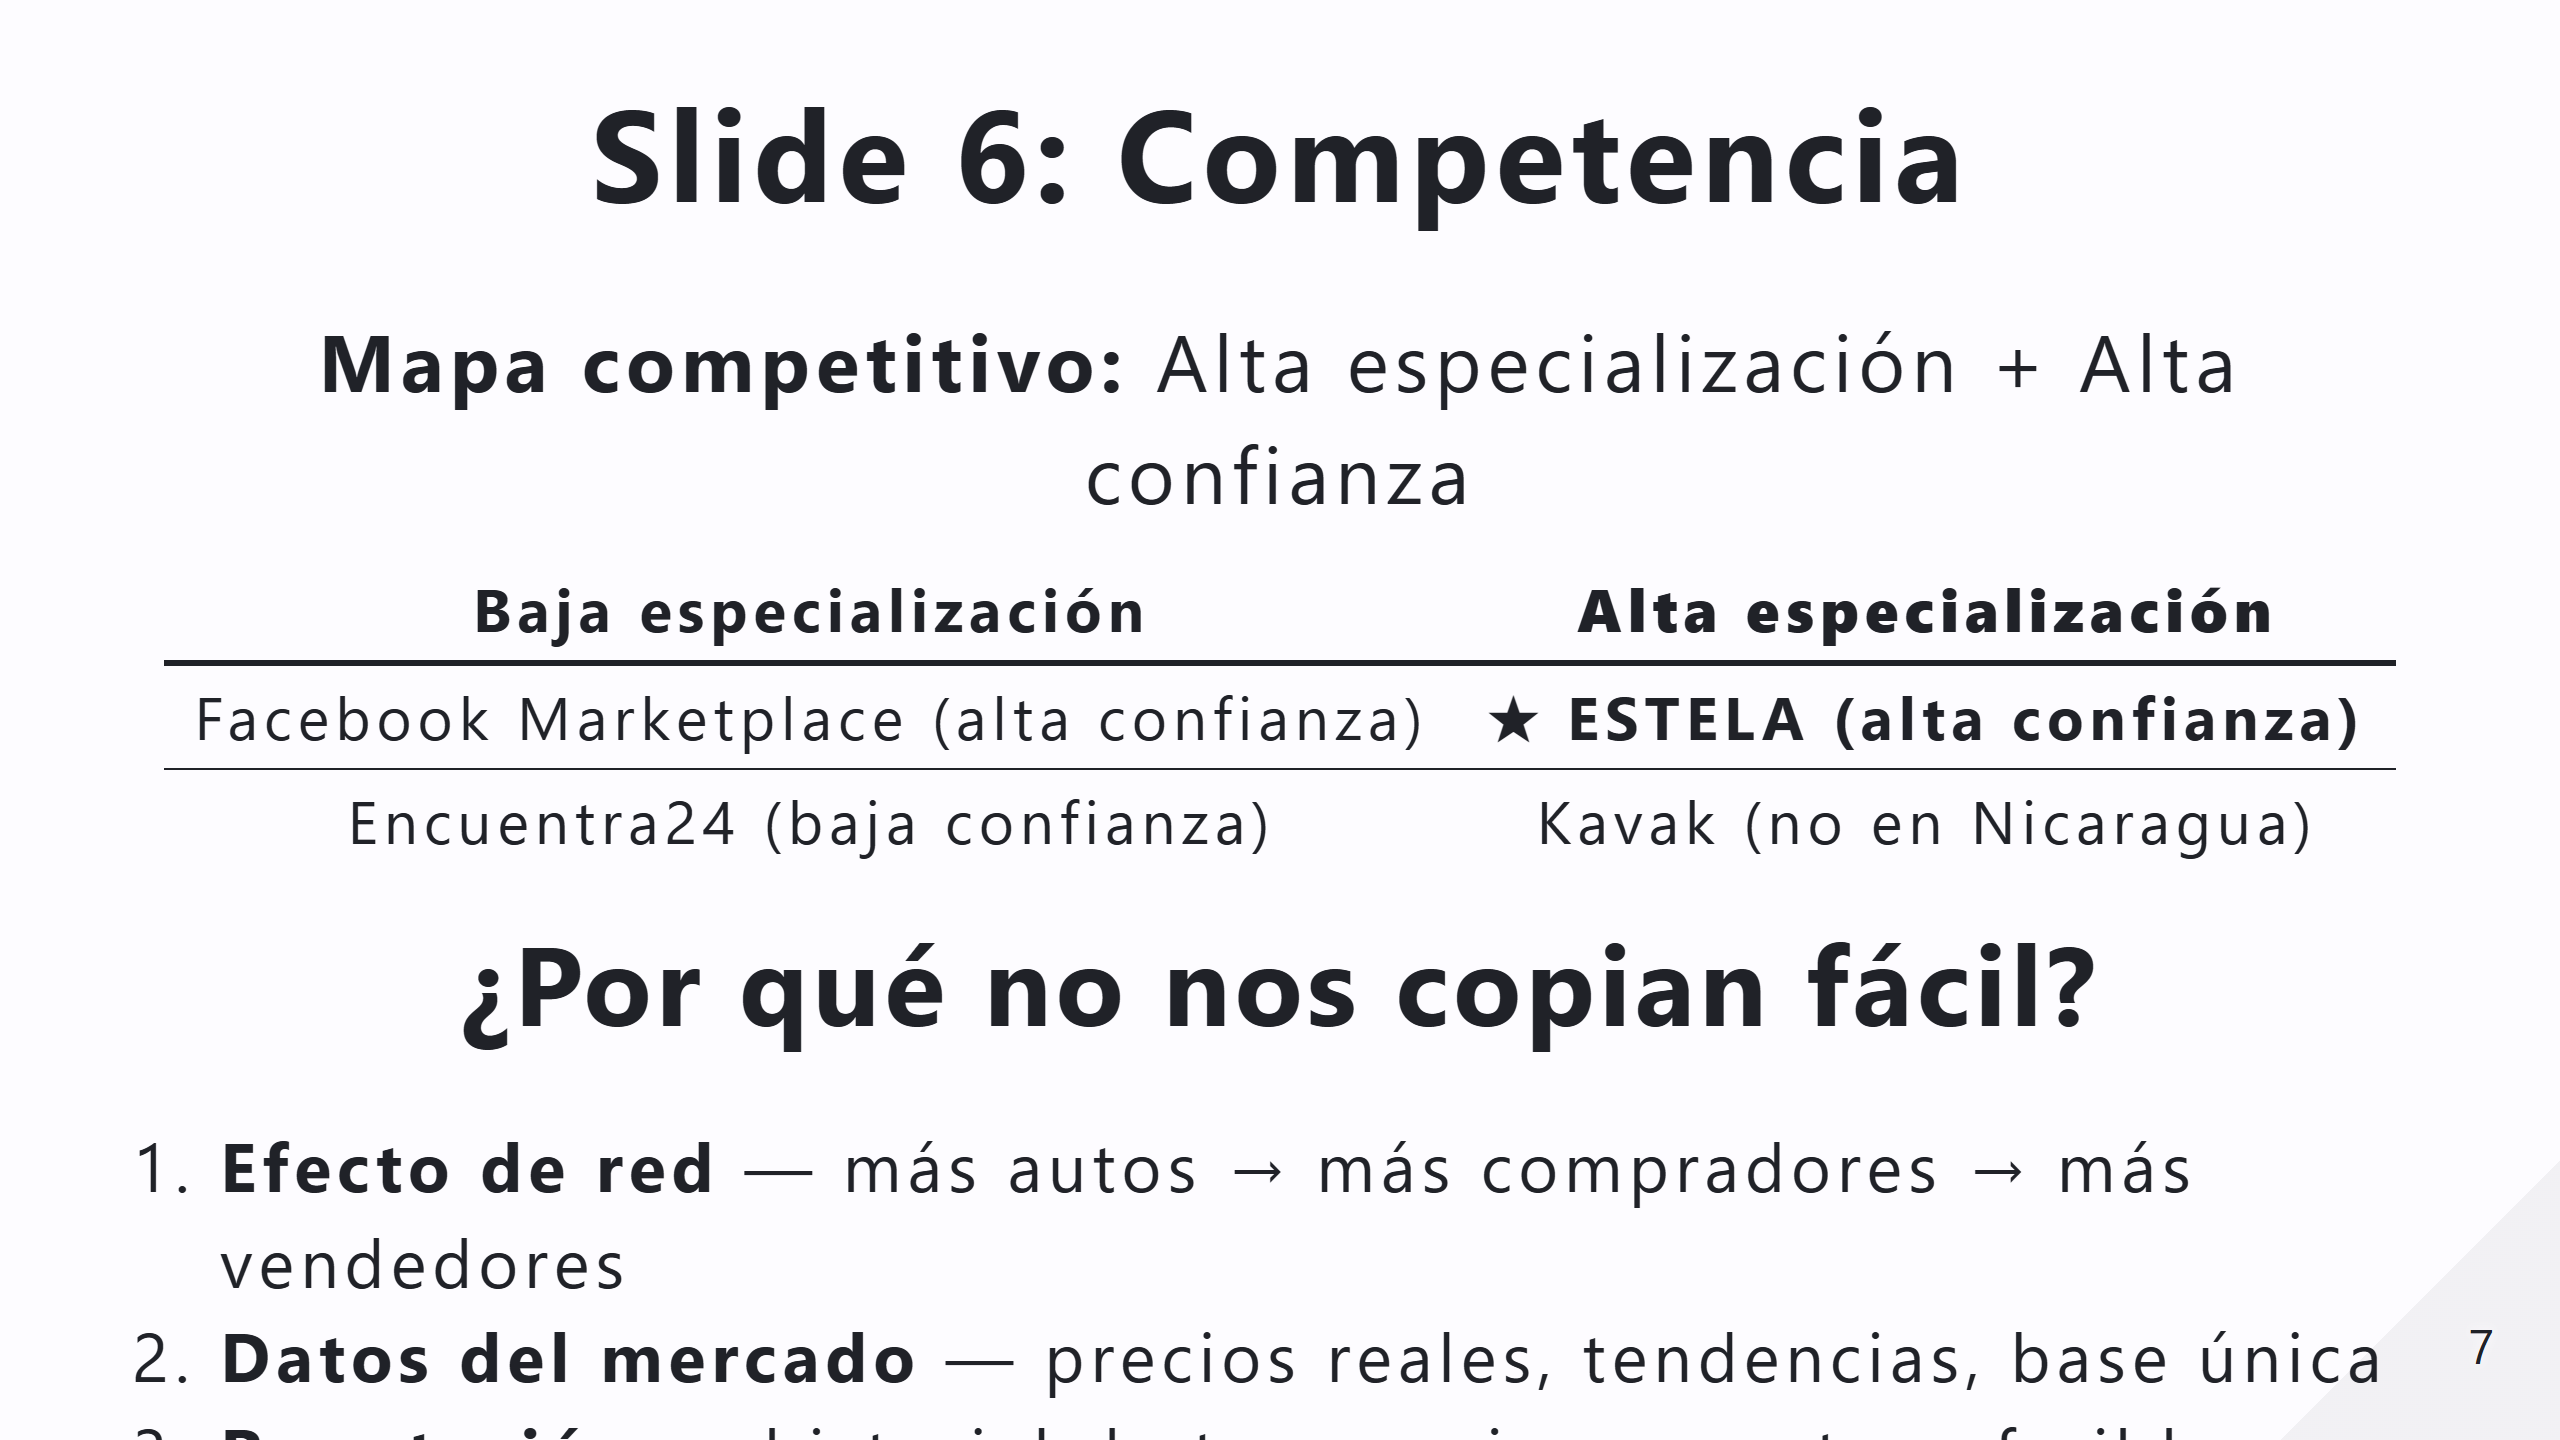 Slide 6: Competencia
Mapa competitivo: Alta especialización + Alta
confianza
Baja especialización Alta especialización
Facebook Marketplace (alta confianza) ★ ESTELA (alta confianza)
Encuentra24 (baja confianza) Kavak (no en Nicaragua)
¿Por qué no nos copian fácil?
1. Efecto de red — más autos → más compradores → más
vendedores
2. Datos del mercado — precios reales, tendencias, base única
7